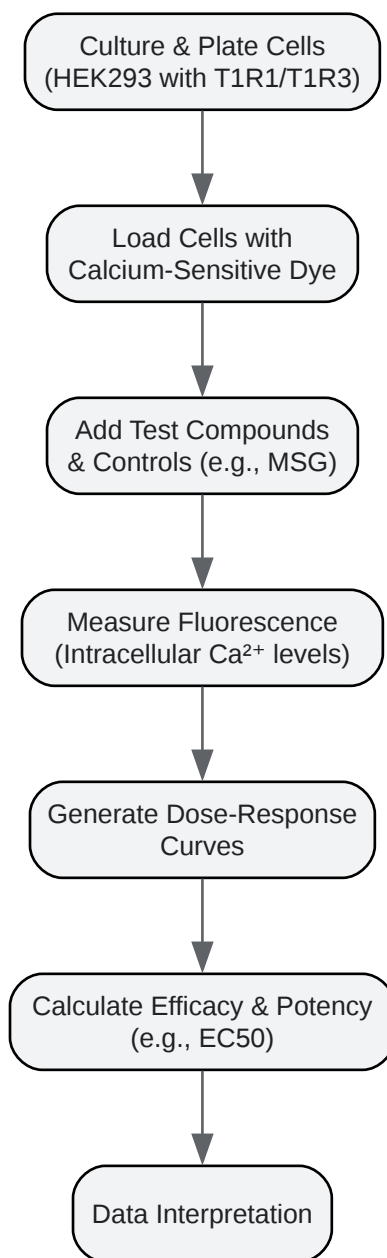 Culture & Plate Cells
(HEK293 with T1R1/T1R3)
Load Cells with
Calcium-Sensitive Dye
Add Test Compounds
& Controls (e.g., MSG)
Measure Fluorescence
(Intracellular Ca²⁺ levels)
Generate Dose-Response
Curves
Calculate Efficacy & Potency
(e.g., EC50)
Data Interpretation